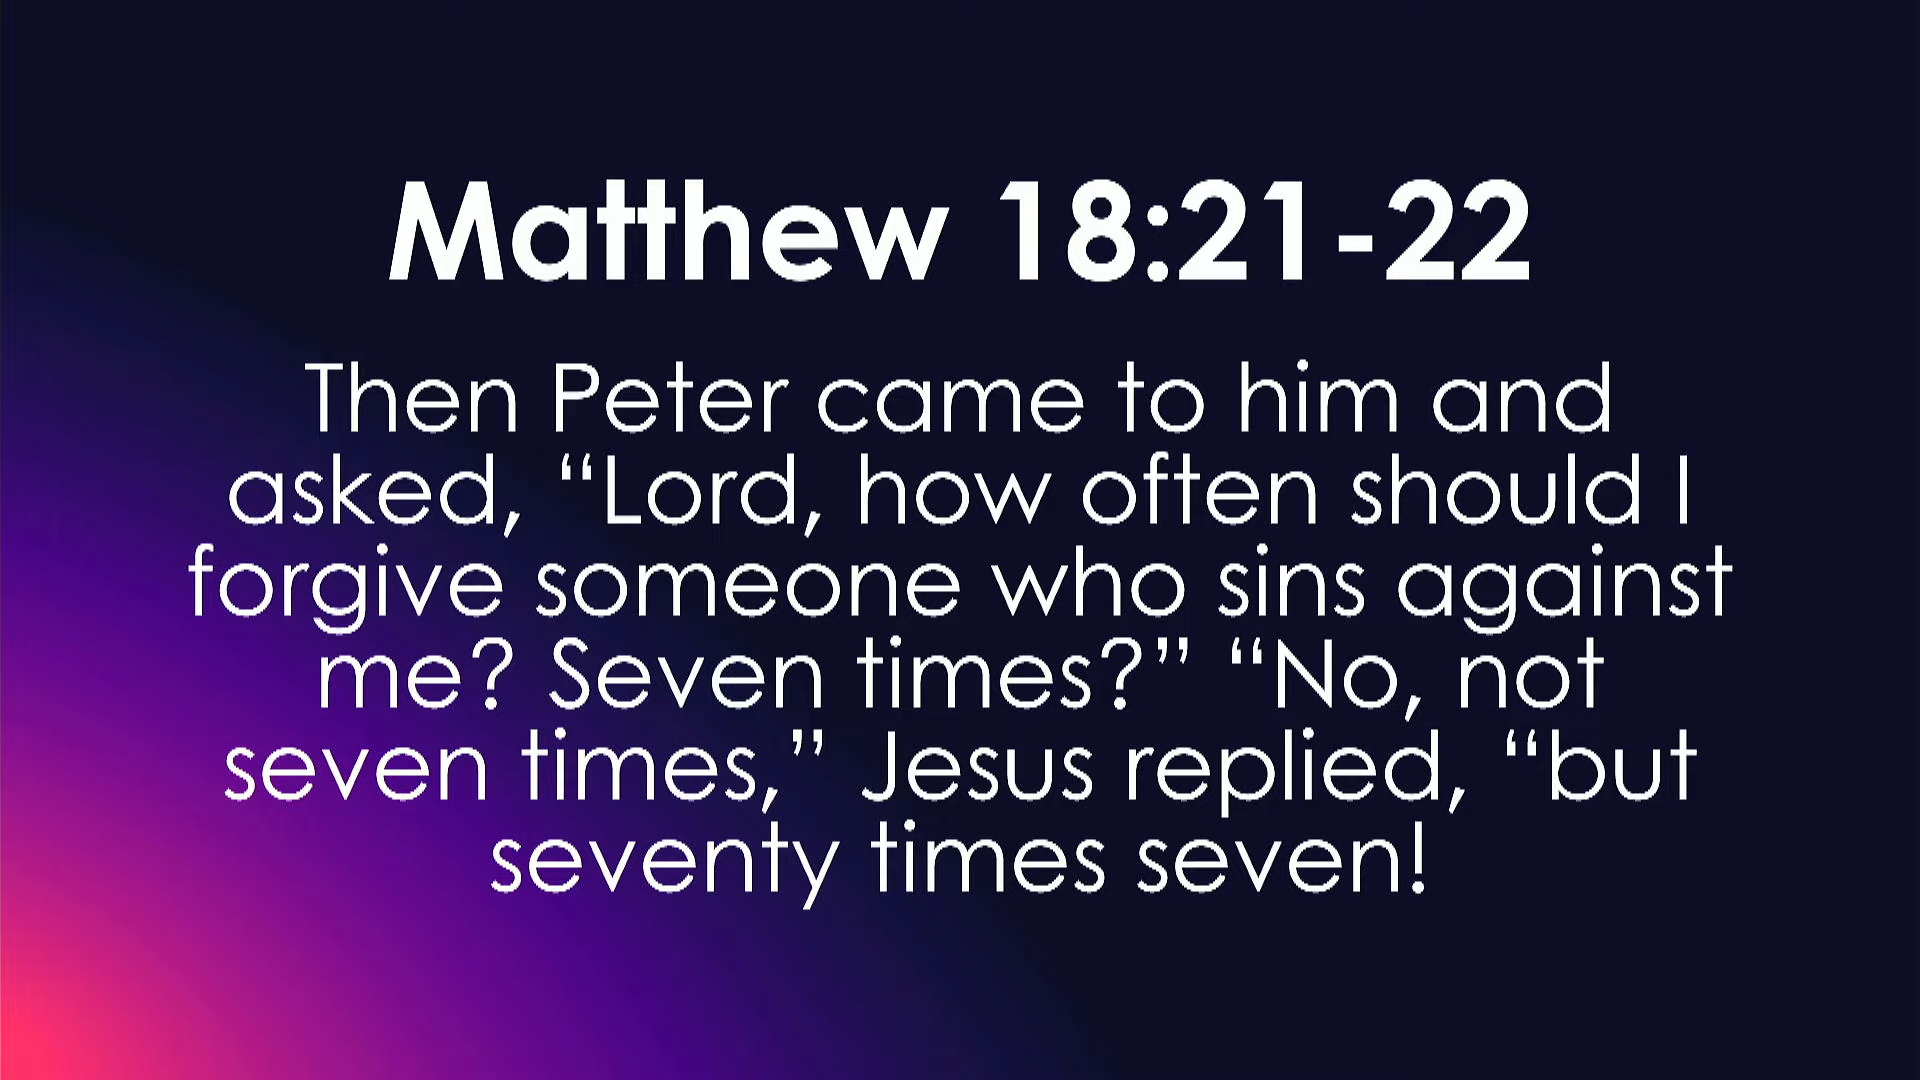 Matthew 18:21-22
Then Peter came to him and
asked, “Lord, how often should I
forgive someone who sins against
me? Seven times?” “No, not
seven times,” Jesus replied, “but
seventy times seven!